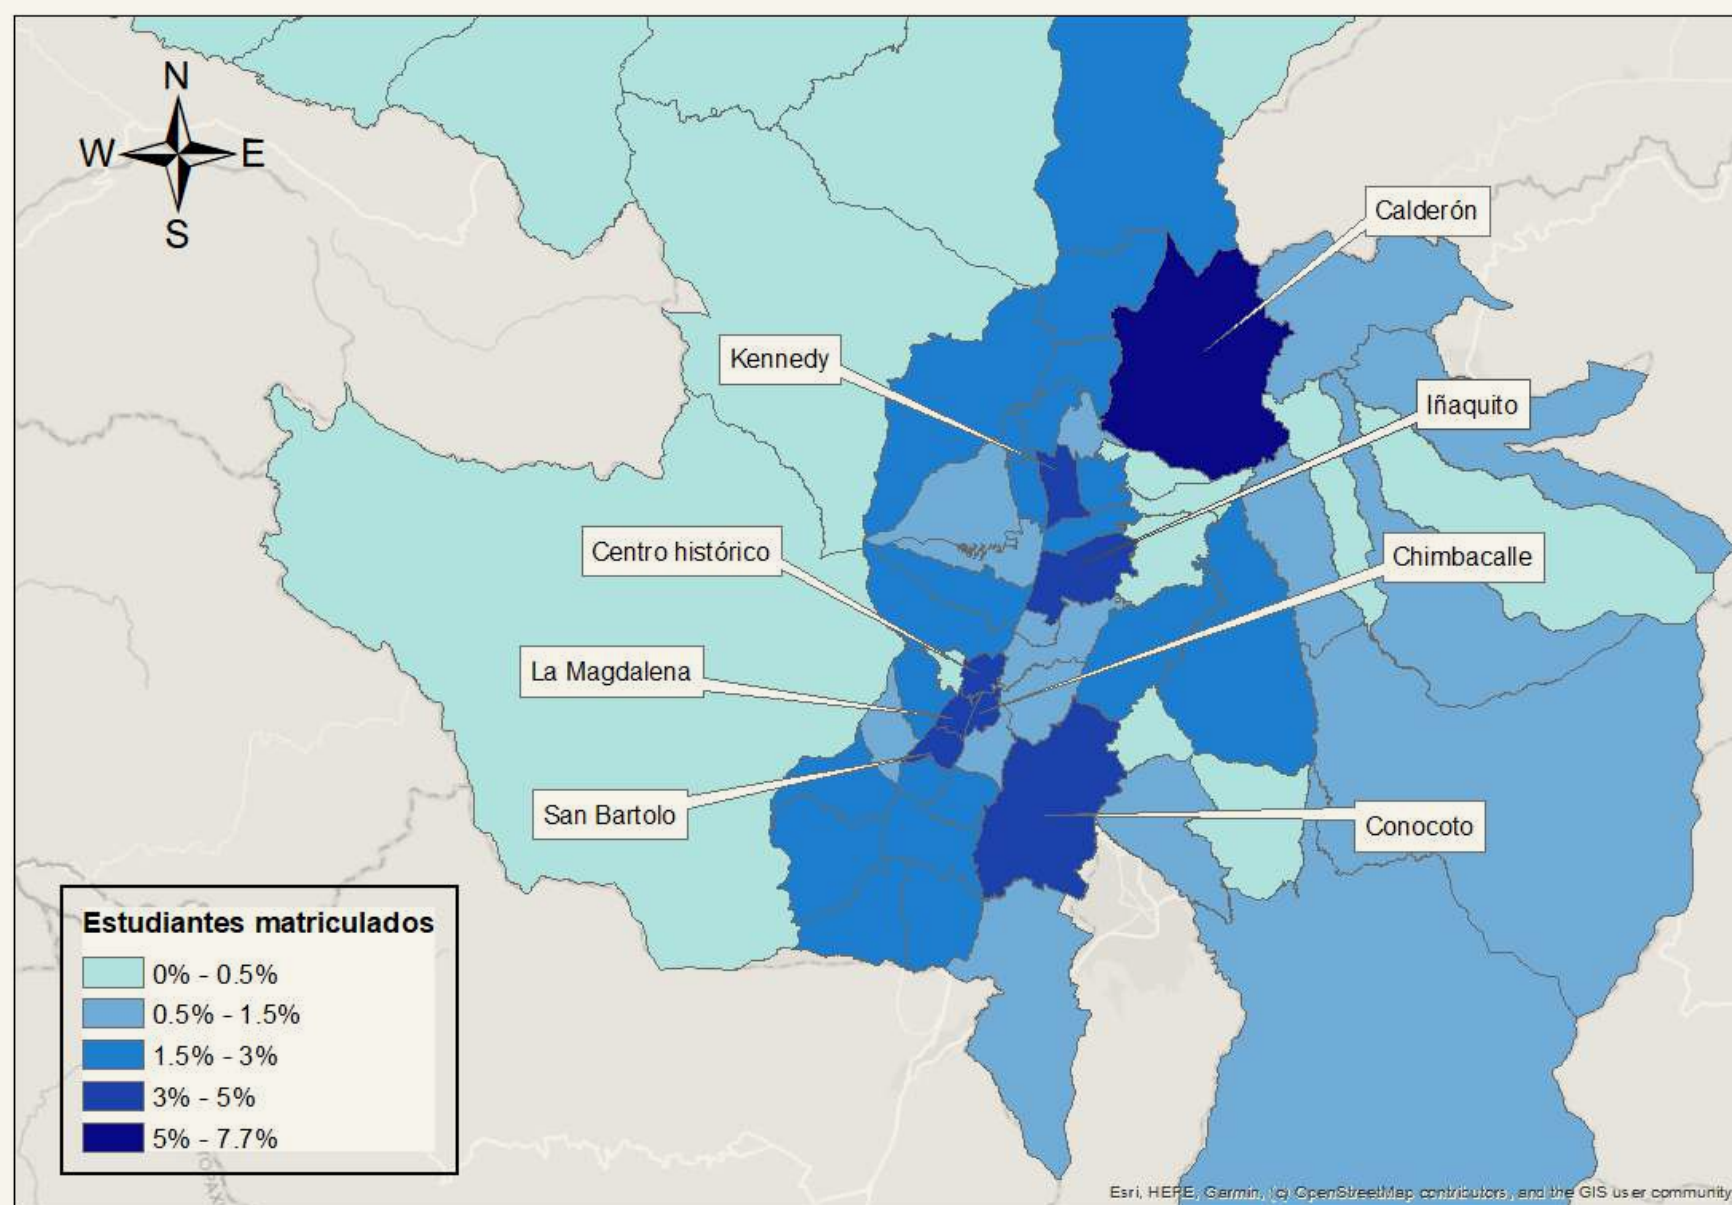 N
W
E
S
Calderón
Kennedy
Iñaquito
Centro histórico
Chimbacalle
La Magdalena
San Bartolo
Conocoto
Estudiantes matriculados
0% - 0.5%
0.5% - 1.5%
1.5% - 3%
3% - 5%
5% - 7.7%
Esri, HERE, Garmin, (c) OpenStreetMap contributors, and the GIS user community